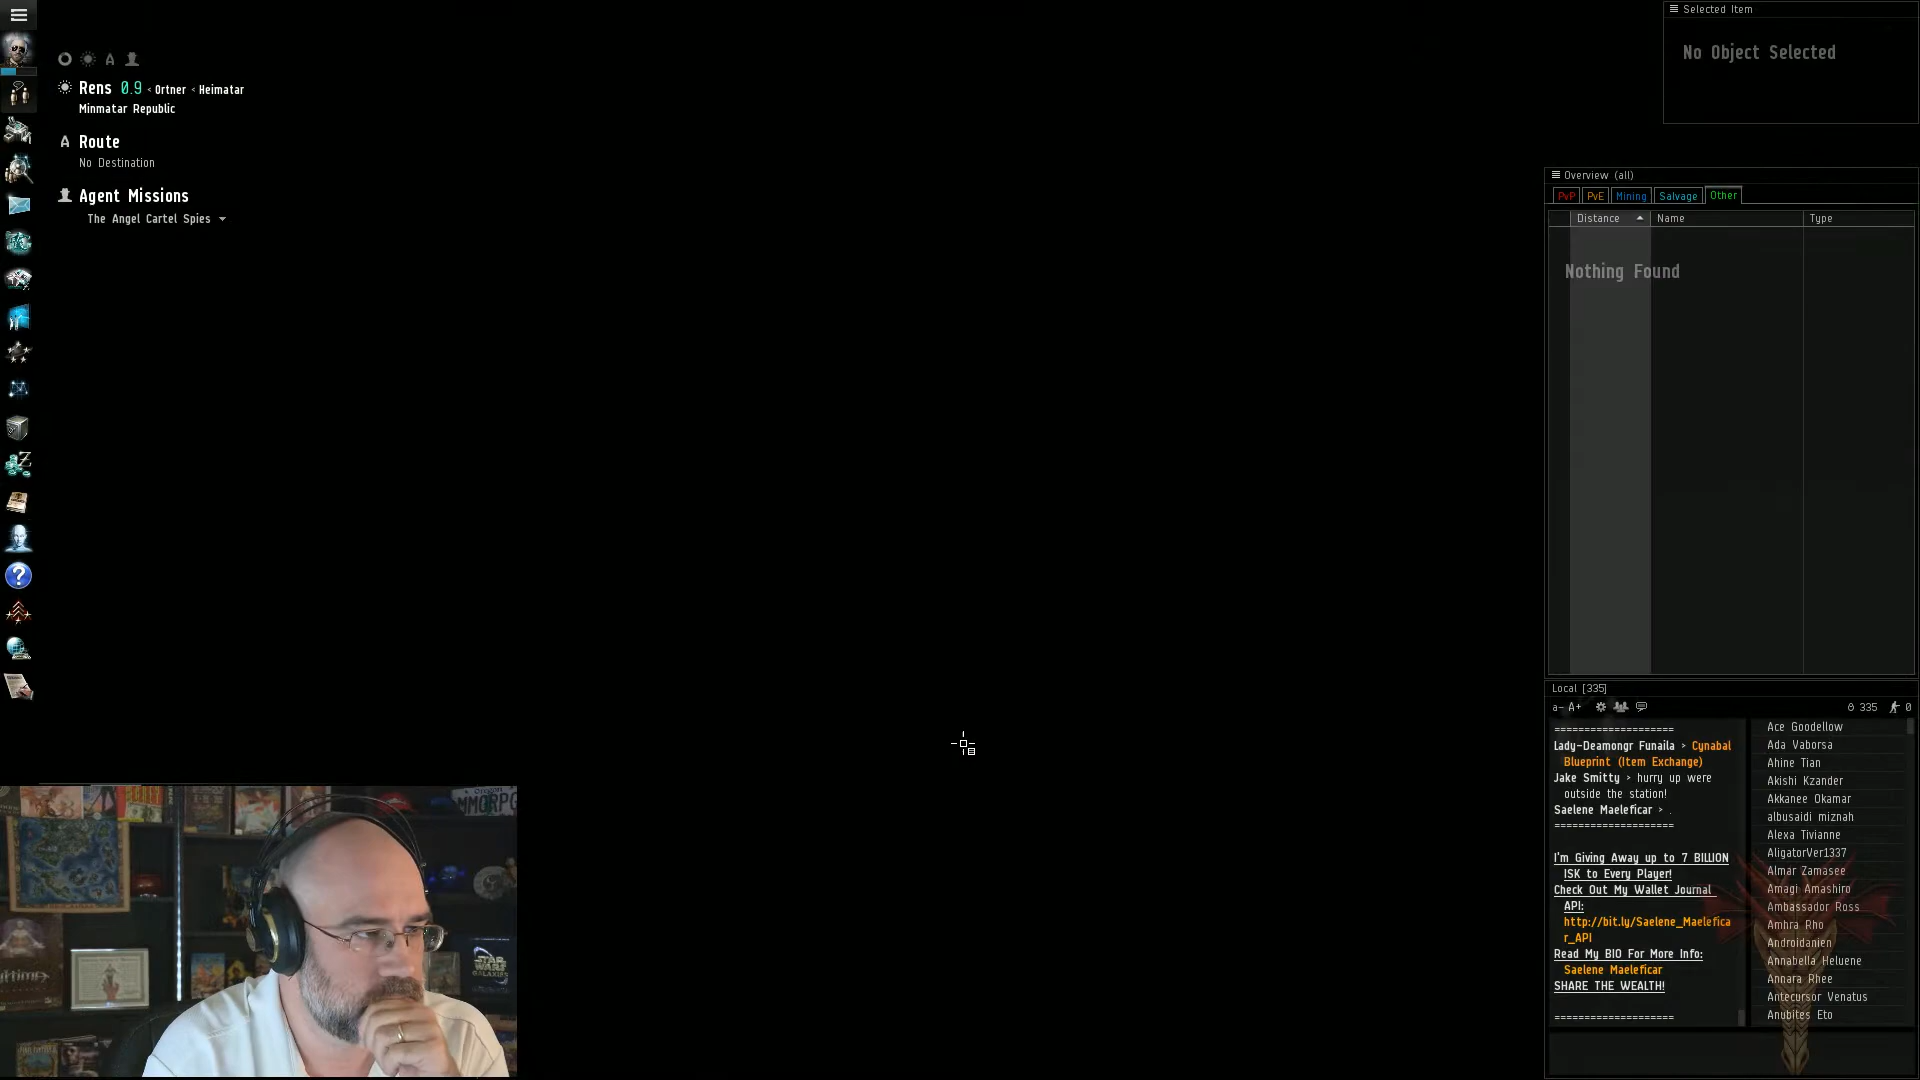 Selected Item
No Object Selected
Rens 0.9 < Ortner < Heimatar
Minmatar Republic
A Route
No Destination
Agent Missions
The Angel Cartel Spies
Overview (all)
PvP PvE Mining Salvage Other
Distance Name Type
Nothing Found
Local [335]
a- A+ 335 0
====================
Lady-Deamongr Funaila > Cynabal
Blueprint (Item Exchange)
Jake Smitty > hurry up were
outside the station!
Saelene Maeleficar > .
====================
I'm Giving Away up to 7 BILLION
ISK to Every Player!
Check Out My Wallet Journal
API:
http://bit.ly/Saelene_Maelefica
r_API
Read My BIO For More Info:
Saelene Maeleficar
SHARE THE WEALTH!
====================
Ace Goodellow
Ada Vaborsa
Ahine Tian
Akishi Kzander
Akkanee Okamar
albusaidi miznah
Alexa Tivianne
AligatorVer1337
Almar Zamasee
Amagi Amashiro
Ambassador Ross
Amhra Rho
Androidanien
Annabella Heluene
Annara Rhee
Antecursor Venatus
Anubites Eto
Oregon
MMORPG
STAR WARS
GALAXIES